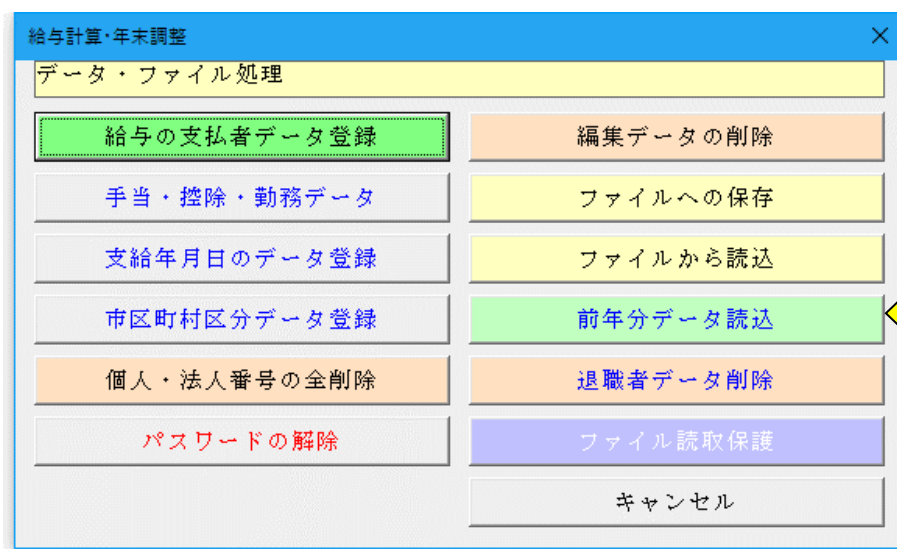 給与計算・年末調整
データ・ファイル処理
給与の支払者データ登録
編集データの削除
手当・控除・勤務データ
ファイルへの保存
支給年月日のデータ登録
ファイルから読込
市区町村区分データ登録
前年分データ読込
個人・法人番号の全削除
退職者データ削除
パスワードの解除
ファイル読取保護
キャンセル